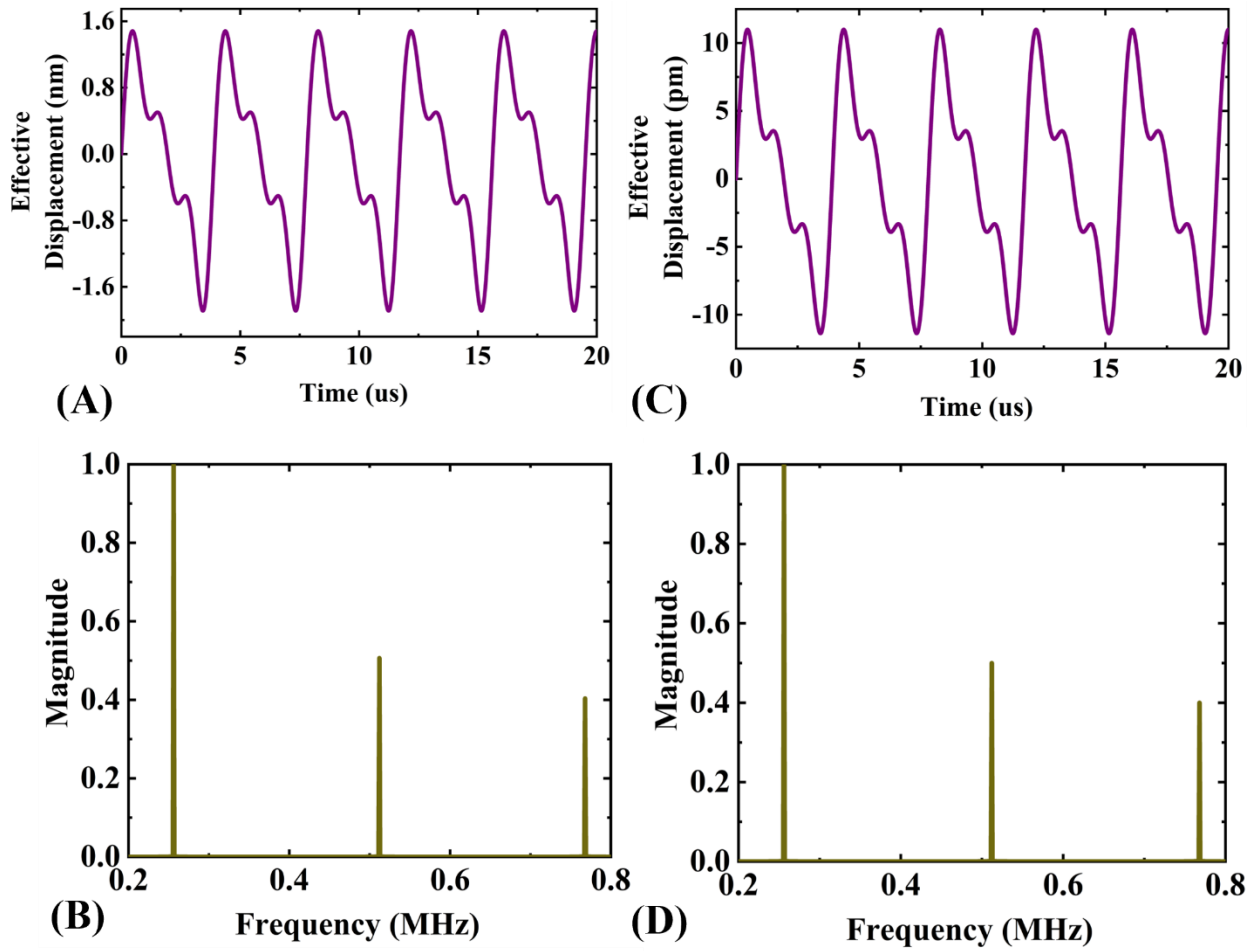 1.6
0.8
0.0
-0.8
-1.6
Effective
Displacement (nm)
0 5 10 15 20
Time (us)
(A)
10
5
0
-5
-10
Effective
Displacement (pm)
0 5 10 15 20
Time (us)
(C)
1.0
0.8
0.6
0.4
0.2
0.0
Magnitude
0.2 0.4 0.6 0.8
Frequency (MHz)
(B)
1.0
0.8
0.6
0.4
0.2
0.0
Magnitude
0.2 0.4 0.6 0.8
Frequency (MHz)
(D)